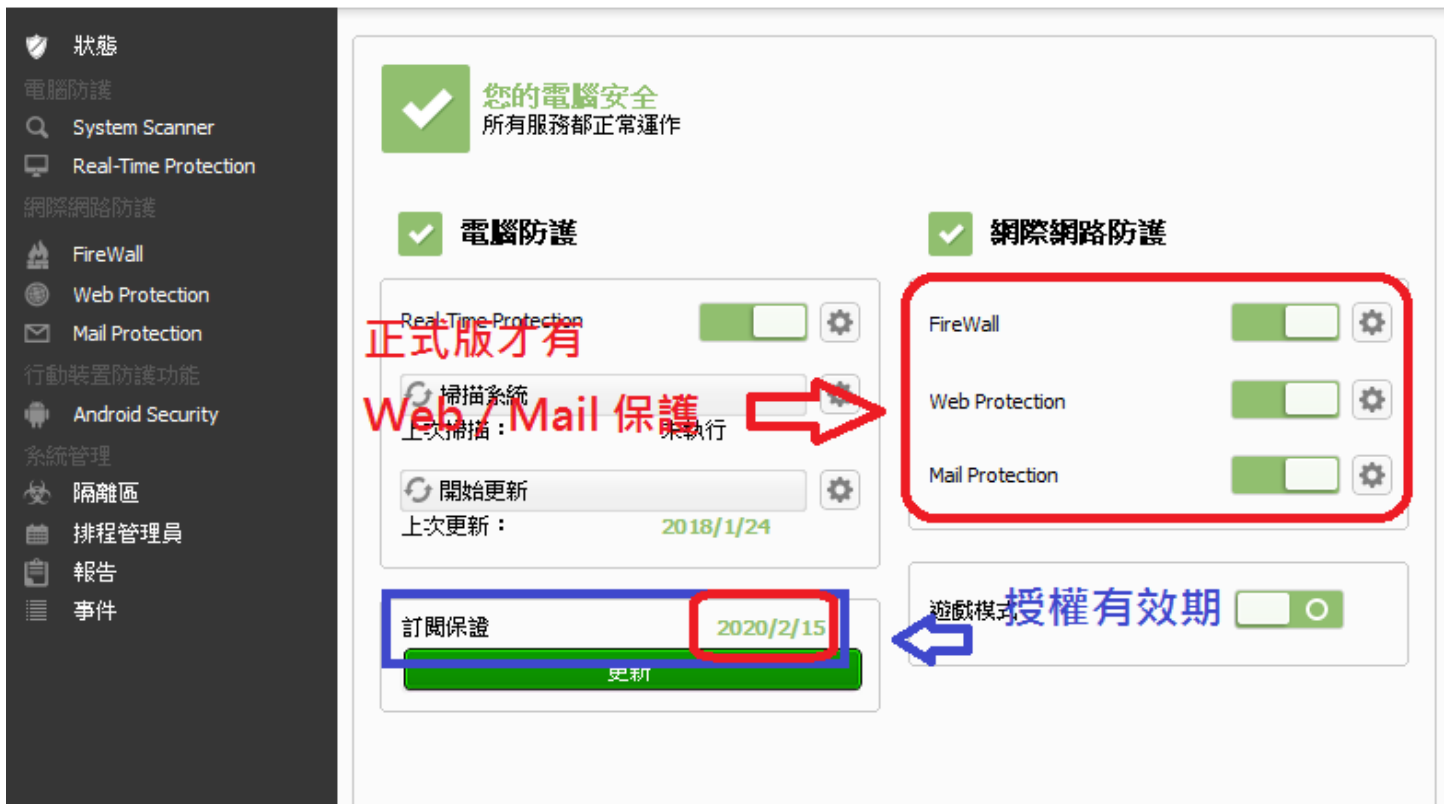 狀態
電腦防護
System Scanner
Real-Time Protection
網際網路防護
FireWall
Web Protection
Mail Protection
行動裝置防護功能
Android Security
系統管理
隔離區
排程管理員
報告
事件
您的電腦安全
所有服務都正常運作
電腦防護
Real-Time Protection
正式版才有
掃描系統
Web / Mail 保護
上次掃描： 未執行
開始更新
上次更新： 2018/1/24
訂閱保證 2020/2/15
更新
網際網路防護
FireWall
Web Protection
Mail Protection
遊戲模式
授權有效期